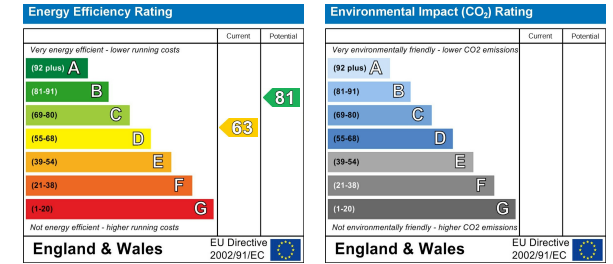 Energy Efficiency Rating
Current Potential
Very energy efficient - lower running costs
(92 plus) A
(81-91) B
81
(69-80) C
(55-68) D
63
(39-54) E
(21-38) F
(1-20) G
Not energy efficient - higher running costs
England & Wales
EU Directive
2002/91/EC
Environmental Impact (CO2) Rating
Current Potential
Very environmentally friendly - lower CO2 emissions
(92 plus) A
(81-91) B
(69-80) C
(55-68) D
(39-54) E
(21-38) F
(1-20) G
Not environmentally friendly - higher CO2 emissions
England & Wales
EU Directive
2002/91/EC